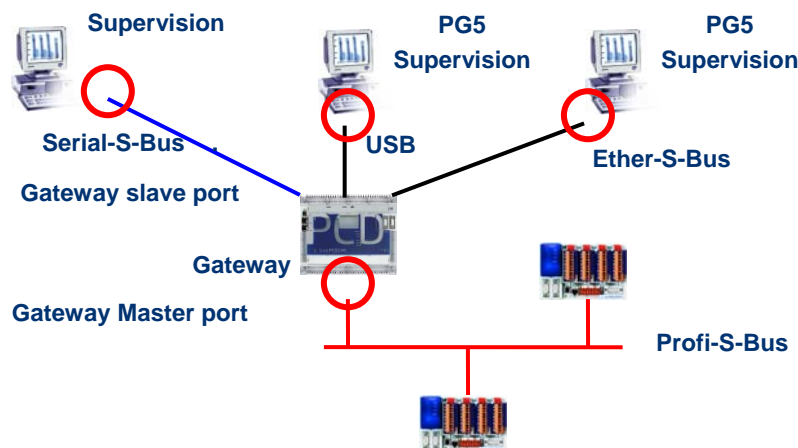 Supervision
PG5
Supervision
PG5
Supervision
Serial-S-Bus .
USB
Ether-S-Bus
Gateway slave port
PCD
Gateway
Gateway Master port
Profi-S-Bus